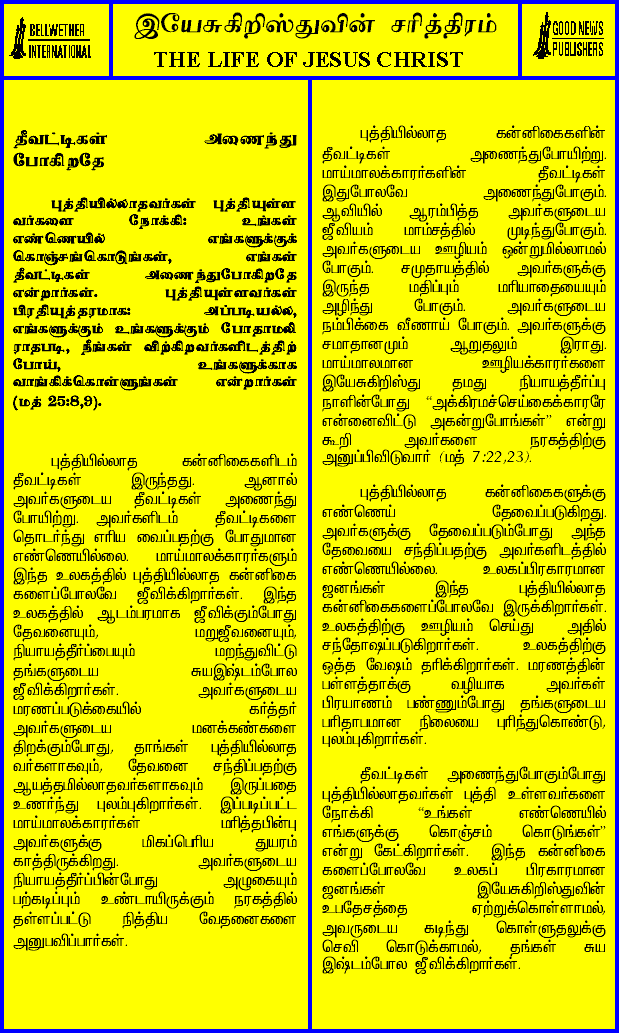 BELLWETHER
INTERNATIONAL
இயேசுகிறிஸ்துவின் சரித்திரம்
THE LIFE OF JESUS CHRIST
GOOD NEWS
PUBLISHERS
தீவட்டிகள் அணைந்து
போகிறதே
புத்தியில்லாதவர்கள் புத்தியுள்ள
வர்களை நோக்கி: உங்கள்
எண்ணெயில் எங்களுக்குக்
கொஞ்சங்கொடுங்கள், எங்கள்
தீவட்டிகள் அணைந்துபோகிறதே
என்றார்கள். புத்தியுள்ளவர்கள்
பிரதியுத்தரமாக: அப்படியல்ல,
எங்களுக்கும் உங்களுக்கும் போதாமலி
ராதபடி, நீங்கள் விற்கிறவர்களிடத்திற்
போய், உங்களுக்காக
வாங்கிக்கொள்ளுங்கள் என்றார்கள்
(மத் 25:8,9).
புத்தியில்லாத கன்னிகைகளிடம்
தீவட்டிகள் இருந்தது. ஆனால்
அவர்களுடைய தீவட்டிகள் அணைந்து
போயிற்று. அவர்களிடம் தீவட்டிகளை
தொடர்ந்து எரிய வைப்பதற்கு போதுமான
எண்ணெயில்லை. மாய்மாலக்காரர்களும்
இந்த உலகத்தில் புத்தியில்லாத கன்னிகை
களைப்போலவே ஜீவிக்கிறார்கள். இந்த
உலகத்தில் ஆடம்பரமாக ஜீவிக்கும்போது
தேவனையும், மறுஜீவனையும்,
நியாயத்தீர்ப்பையும் மறந்துவிட்டு
தங்களுடைய சுயஇஷ்டம்போல
ஜீவிக்கிறார்கள். அவர்களுடைய
மரணப்படுக்கையில் கர்த்தர்
அவர்களுடைய மனக்கண்களை
திறக்கும்போது, தாங்கள் புத்தியில்லாத
வர்களாகவும், தேவனை சந்திப்பதற்கு
ஆயத்தமில்லாதவர்களாகவும் இருப்பதை
உணர்ந்து புலம்புகிறார்கள். இப்படிப்பட்ட
மாய்மாலக்காரர்கள் மரித்தபின்பு
அவர்களுக்கு மிகப்பெரிய துயரம்
காத்திருக்கிறது. அவர்களுடைய
நியாயத்தீர்ப்பின்போது அழுகையும்
பற்கடிப்பும் உண்டாயிருக்கும் நரகத்தில்
தள்ளப்பட்டு நித்திய வேதனைகளை
அனுபவிப்பார்கள்.
புத்தியில்லாத கன்னிகைகளின்
தீவட்டிகள் அணைந்துபோயிற்று.
மாய்மாலக்காரர்களின் தீவட்டிகள்
இதுபோலவே அணைந்துபோகும்.
ஆவியில் ஆரம்பித்த அவர்களுடைய
ஜீவியம் மாம்சத்தில் முடிந்துபோகும்.
அவர்களுடைய ஊழியம் ஒன்றுமில்லாமல்
போகும். சமுதாயத்தில் அவர்களுக்கு
இருந்த மதிப்பும் மரியாதையையும்
அழிந்து போகும். அவர்களுடைய
நம்பிக்கை வீணாய் போகும். அவர்களுக்கு
சமாதானமும் ஆறுதலும் இராது.
மாய்மாலமான ஊழியக்காரர்களை
இயேசுகிறிஸ்து தமது நியாயத்தீர்ப்பு
நாளின்போது “அக்கிரமச்செய்கைக்காரரே
என்னைவிட்டு அகன்றுபோங்கள்” என்று
கூறி அவர்களை நரகத்திற்கு
அனுப்பிவிடுவார் (மத் 7:22,23).
புத்தியில்லாத கன்னிகைகளுக்கு
எண்ணெய் தேவைப்படுகிறது.
அவர்களுக்கு தேவைப்படும்போது அந்த
தேவையை சந்திப்பதற்கு அவர்களிடத்தில்
எண்ணெயில்லை. உலகப்பிரகாரமான
ஜனங்கள் இந்த புத்தியில்லாத
கன்னிகைகளைப்போலவே இருக்கிறார்கள்.
உலகத்திற்கு ஊழியம் செய்து அதில்
சந்தோஷப்படுகிறார்கள். உலகத்திற்கு
ஒத்த வேஷம் தரிக்கிறார்கள். மரணத்தின்
பள்ளத்தாக்கு வழியாக அவர்கள்
பிரயாணம் பண்ணும்போது தங்களுடைய
பரிதாபமான நிலையை புரிந்துகொண்டு,
புலம்புகிறார்கள்.
தீவட்டிகள் அணைந்துபோகும்போது
புத்தியில்லாதவர்கள் புத்தி உள்ளவர்களை
நோக்கி “உங்கள் எண்ணெயில்
எங்களுக்கு கொஞ்சம் கொடுங்கள்”
என்று கேட்கிறார்கள். இந்த கன்னிகை
களைப்போலவே உலகப் பிரகாரமான
ஜனங்கள் இயேசுகிறிஸ்துவின்
உபதேசத்தை ஏற்றுக்கொள்ளாமல்,
அவருடைய கடிந்து கொள்ளுதலுக்கு
செவி கொடுக்காமல், தங்கள் சுய
இஷ்டம்போல ஜீவிக்கிறார்கள்.